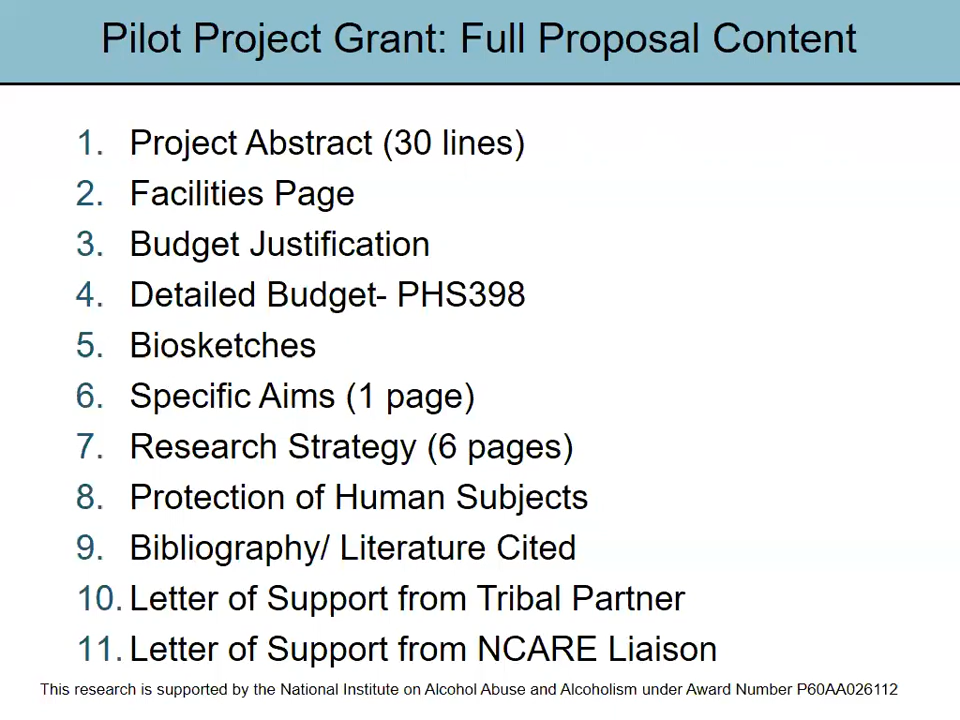 Pilot Project Grant: Full Proposal Content
1. Project Abstract (30 lines)
2. Facilities Page
3. Budget Justification
4. Detailed Budget- PHS398
5. Biosketches
6. Specific Aims (1 page)
7. Research Strategy (6 pages)
8. Protection of Human Subjects
9. Bibliography/ Literature Cited
10. Letter of Support from Tribal Partner
11. Letter of Support from NCARE Liaison
This research is supported by the National Institute on Alcohol Abuse and Alcoholism under Award Number P60AA026112